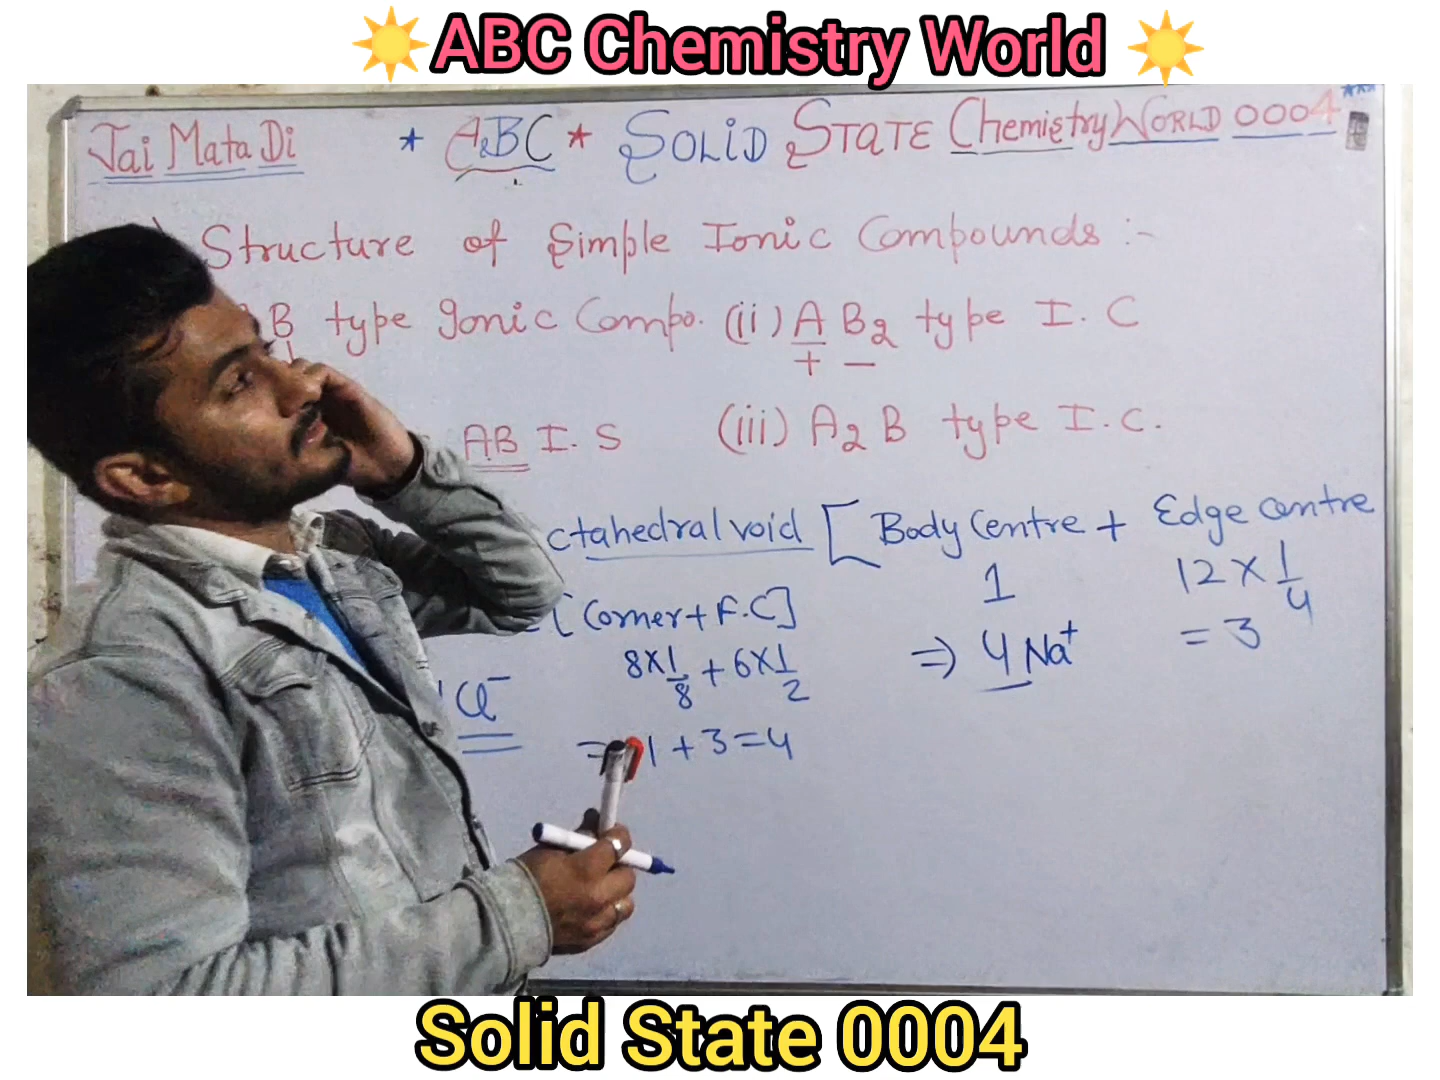 ABC Chemistry World
Jai Mata Di * ABC * SOLID STATE Chemistry WORLD 0004
Structure of Simple Ionic Compounds :-
B type Ionic Compo. (ii) A B2 type I. C
+ −
AB I. S (iii) A2 B type I. C.
ctahedral void [ Body Centre + Edge centre
1 12 × 1/4
[ Corner + F.C ]
⇒ 4 Na+ = 3
8×1/8 + 6×1/2
Cl−
= 1 + 3 = 4
Solid State 0004